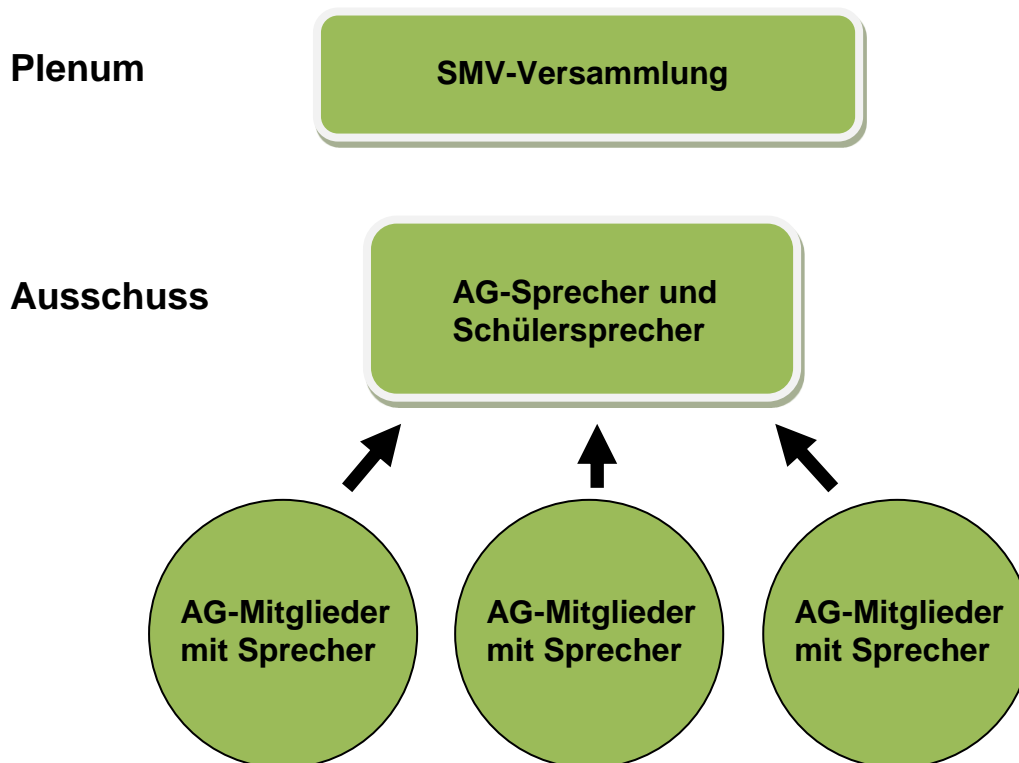 Plenum
SMV-Versammlung
Ausschuss
AG-Sprecher und
Schülersprecher
AG-Mitglieder
mit Sprecher
AG-Mitglieder
mit Sprecher
AG-Mitglieder
mit Sprecher